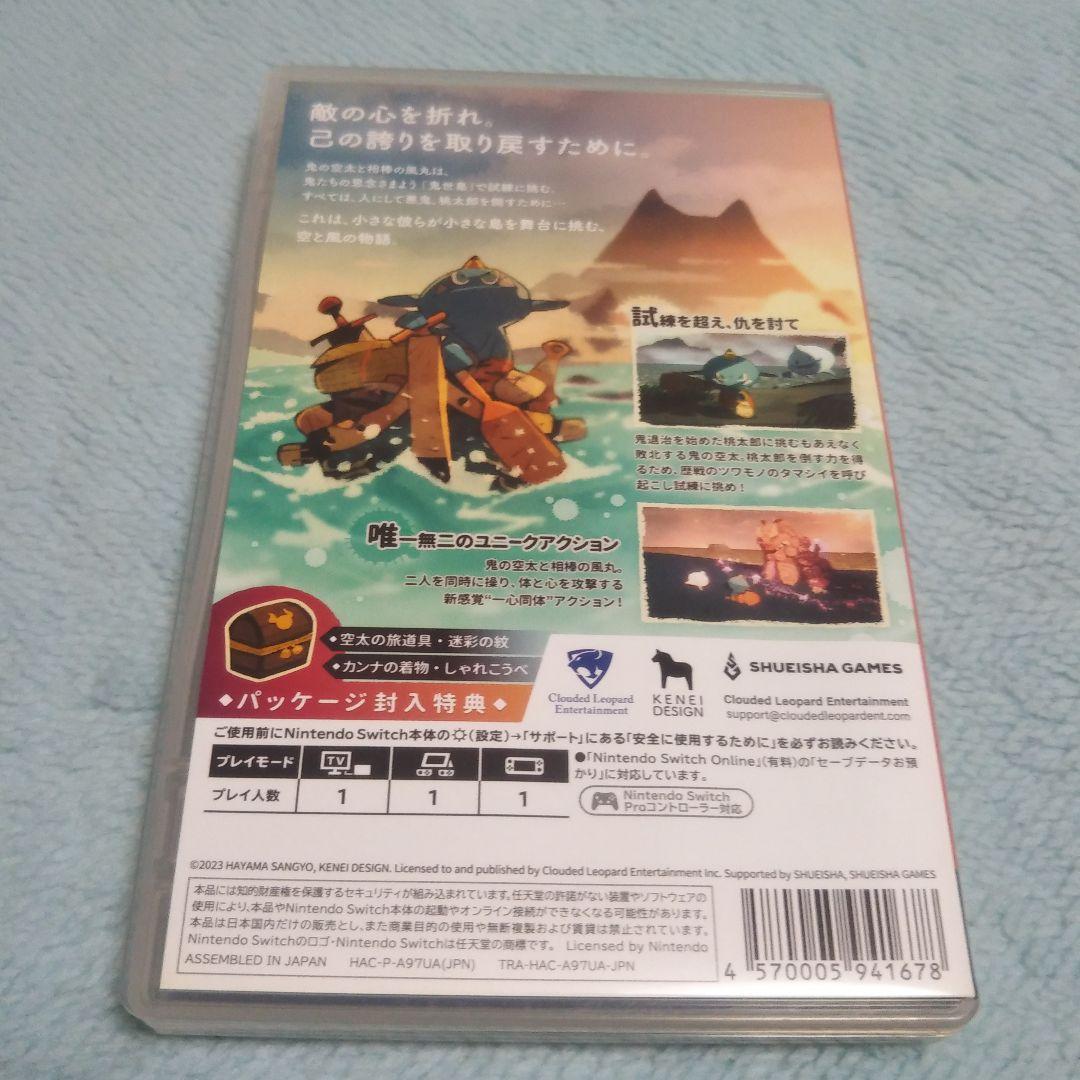 敵の心を折れ。
己の誇りを取り戻すために。
鬼の空太と相棒の風丸は、
鬼たちの思念さまよう「鬼世島」で試練に挑む。
すべては、人にして悪鬼、桃太郎を倒すために…
これは、小さな彼らが小さな島を舞台に挑む。
空と風の物語。
試練を超え、仇を討て
鬼退治を始めた桃太郎に挑むもあえなく
敗北する鬼の空太。桃太郎を倒す力を得
るため、歴戦のツワモノのタマシイを呼び
起こし試練に挑め！
唯一無二のユニークアクション
鬼の空太と相棒の風丸。
二人を同時に操り、体と心を攻撃する
新感覚“一心同体”アクション！
◆空太の旅道具・迷彩の紋
◆カンナの着物・しゃれこうべ
◆パッケージ封入特典◆
Clouded Leopard
Entertainment
KENEI
DESIGN
SHUEISHA GAMES
Clouded Leopard Entertainment
support@cloudedleopardent.com
ご使用前にNintendo Switch本体の(設定)→「サポート」にある「安全に使用するために」を必ずお読みください。
プレイモード
TV
プレイ人数
1
1
1
●「Nintendo Switch Online」(有料)の「セーブデータお預
かり」に対応しています。
Nintendo Switch
Proコントローラー対応
©2023 HAYAMA SANGYO, KENEI DESIGN. Licensed to and published by Clouded Leopard Entertainment Inc. Supported by SHUEISHA, SHUEISHA GAMES
本品には知的財産権を保護するセキュリティが組み込まれています。任天堂の許諾がない装置やソフトウェアの
使用により、本品やNintendo Switch本体の起動やオンライン接続ができなくなる可能性があります。
本品は日本国内だけの販売とし、また商業目的の使用や無断複製および賃貸は禁止されています。
Nintendo Switchのロゴ・Nintendo Switchは任天堂の商標です。 Licensed by Nintendo
ASSEMBLED IN JAPAN HAC-P-A97UA(JPN) TRA-HAC-A97UA-JPN
4 570005 941678